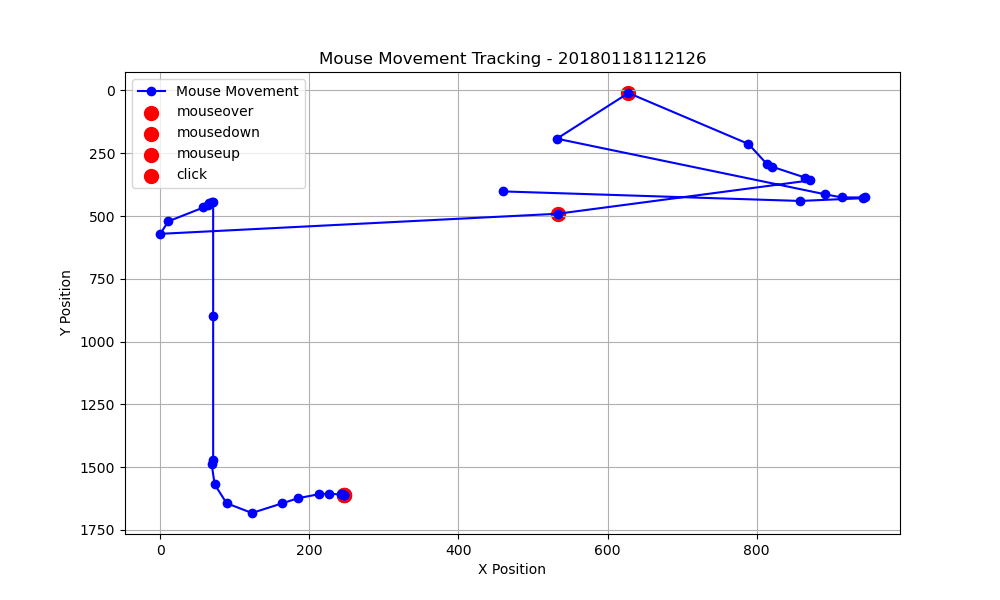 Mouse Movement Tracking - 20180118112126
Mouse Movement
mouseover
mousedown
mouseup
click
0
250
500
750
1000
1250
1500
1750
Y Position
0 200 400 600 800
X Position